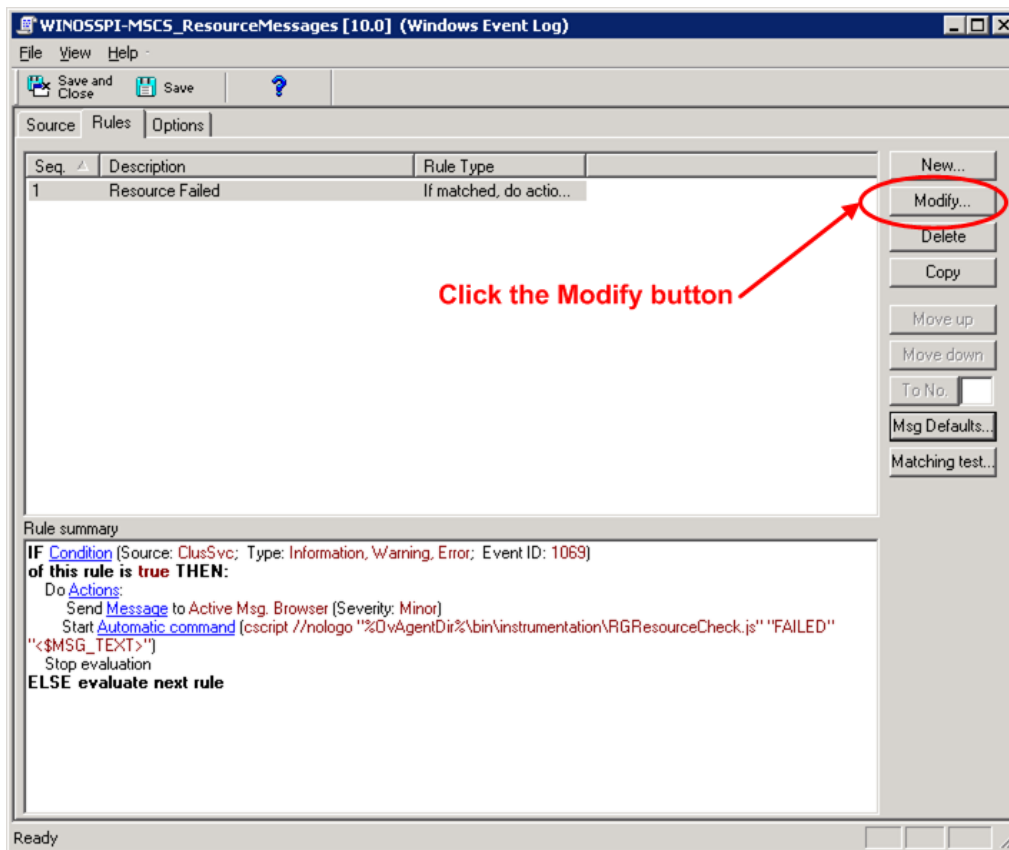 WINOSSPI-MSCS_ResourceMessages [10.0] (Windows Event Log)
File View Help
Save and Close Save ?
Source Rules Options
Seq. Description Rule Type
1 Resource Failed If matched, do actio...
New...
Modify...
Delete
Copy
Click the Modify button
Move up
Move down
To No.
Msg Defaults...
Matching test...
Rule summary
IF Condition (Source: ClusSvc; Type: Information, Warning, Error; Event ID: 1069)
of this rule is true THEN:
Do Actions:
Send Message to Active Msg. Browser (Severity: Minor)
Start Automatic command (cscript //nologo "%OvAgentDir%\bin\instrumentation\RGResourceCheck.js" "FAILED"
"<$MSG_TEXT>")
Stop evaluation
ELSE evaluate next rule
Ready